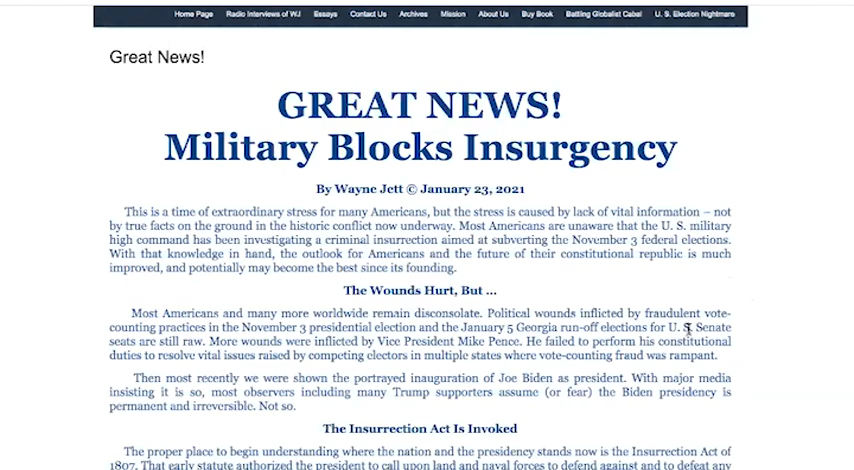 Home Page Radio Interviews of WJ Essays Contact Us Archives Mission About Us Buy Book Battling Globalist Cabal U. S. Election Nightmare
Great News!
GREAT NEWS!
Military Blocks Insurgency
By Wayne Jett © January 23, 2021
This is a time of extraordinary stress for many Americans, but the stress is caused by lack of vital information – not
by true facts on the ground in the historic conflict now underway. Most Americans are unaware that the U. S. military
high command has been investigating a criminal insurrection aimed at subverting the November 3 federal elections.
With that knowledge in hand, the outlook for Americans and the future of their constitutional republic is much
improved, and potentially may become the best since its founding.
The Wounds Hurt, But ...
Most Americans and many more worldwide remain disconsolate. Political wounds inflicted by fraudulent vote-
counting practices in the November 3 presidential election and the January 5 Georgia run-off elections for U. S. Senate
seats are still raw. More wounds were inflicted by Vice President Mike Pence. He failed to perform his constitutional
duties to resolve vital issues raised by competing electors in multiple states where vote-counting fraud was rampant.
Then most recently we were shown the portrayed inauguration of Joe Biden as president. With major media
insisting it is so, most observers including many Trump supporters assume (or fear) the Biden presidency is
permanent and irreversible. Not so.
The Insurrection Act Is Invoked
The proper place to begin understanding where the nation and the presidency stands now is the Insurrection Act of
1807. That early statute authorized the president to call upon land and naval forces to defend against and to defeat any